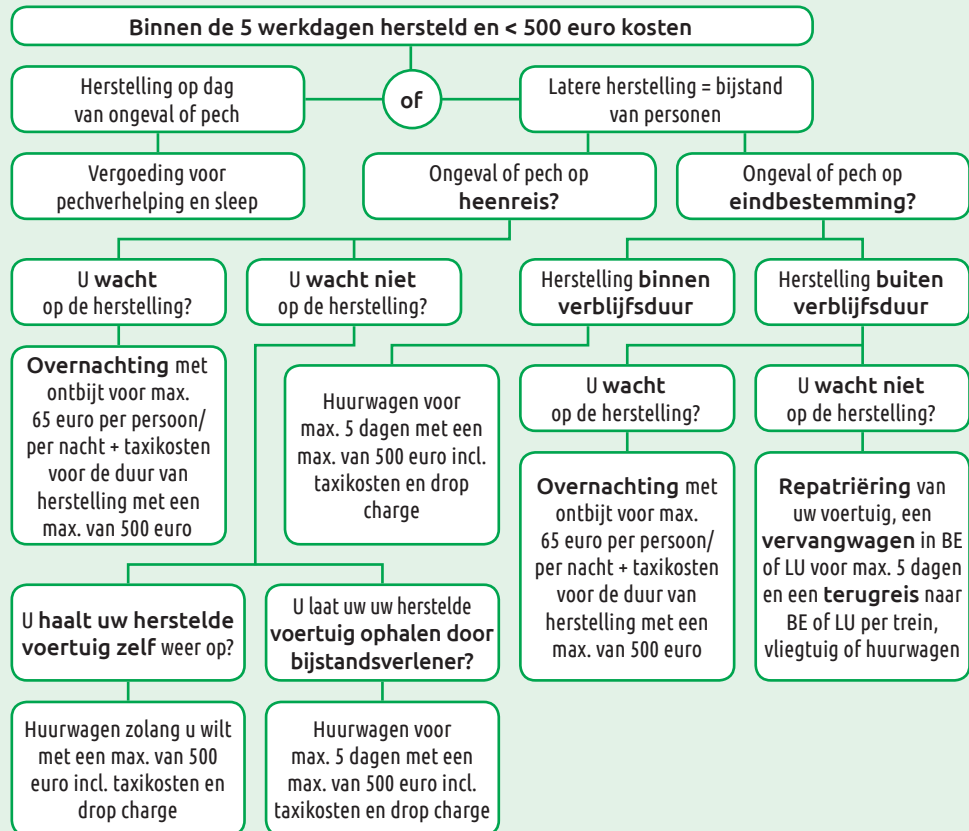 Binnen de 5 werkdagen hersteld en < 500 euro kosten
Herstelling op dag
van ongeval of pech
of
Latere herstelling = bijstand
van personen
Vergoeding voor
pechverhelping en sleep
Ongeval of pech op
heenreis?
Ongeval of pech op
eindbestemming?
U wacht
op de herstelling?
U wacht niet
op de herstelling?
Herstelling binnen
verblijfsduur
Herstelling buiten
verblijfsduur
Overnachting met
ontbijt voor max.
65 euro per persoon/
per nacht + taxikosten
voor de duur van
herstelling met een
max. van 500 euro
Huurwagen voor
max. 5 dagen met een
max. van 500 euro incl.
taxikosten en drop
charge
U wacht
op de herstelling?
U wacht niet
op de herstelling?
Overnachting met
ontbijt voor max.
65 euro per persoon/
per nacht + taxikosten
voor de duur van
herstelling met een
max. van 500 euro
Repatriëring van
uw voertuig, een
vervangwagen in BE
of LU voor max. 5 dagen
en een terugreis naar
BE of LU per trein,
vliegtuig of huurwagen
U haalt uw herstelde
voertuig zelf weer op?
U laat uw uw herstelde
voertuig ophalen door
bijstandsverlener?
Huurwagen zolang u wilt
met een max. van 500
euro incl. taxikosten en
drop charge
Huurwagen voor
max. 5 dagen met een
max. van 500 euro incl.
taxikosten en drop charge